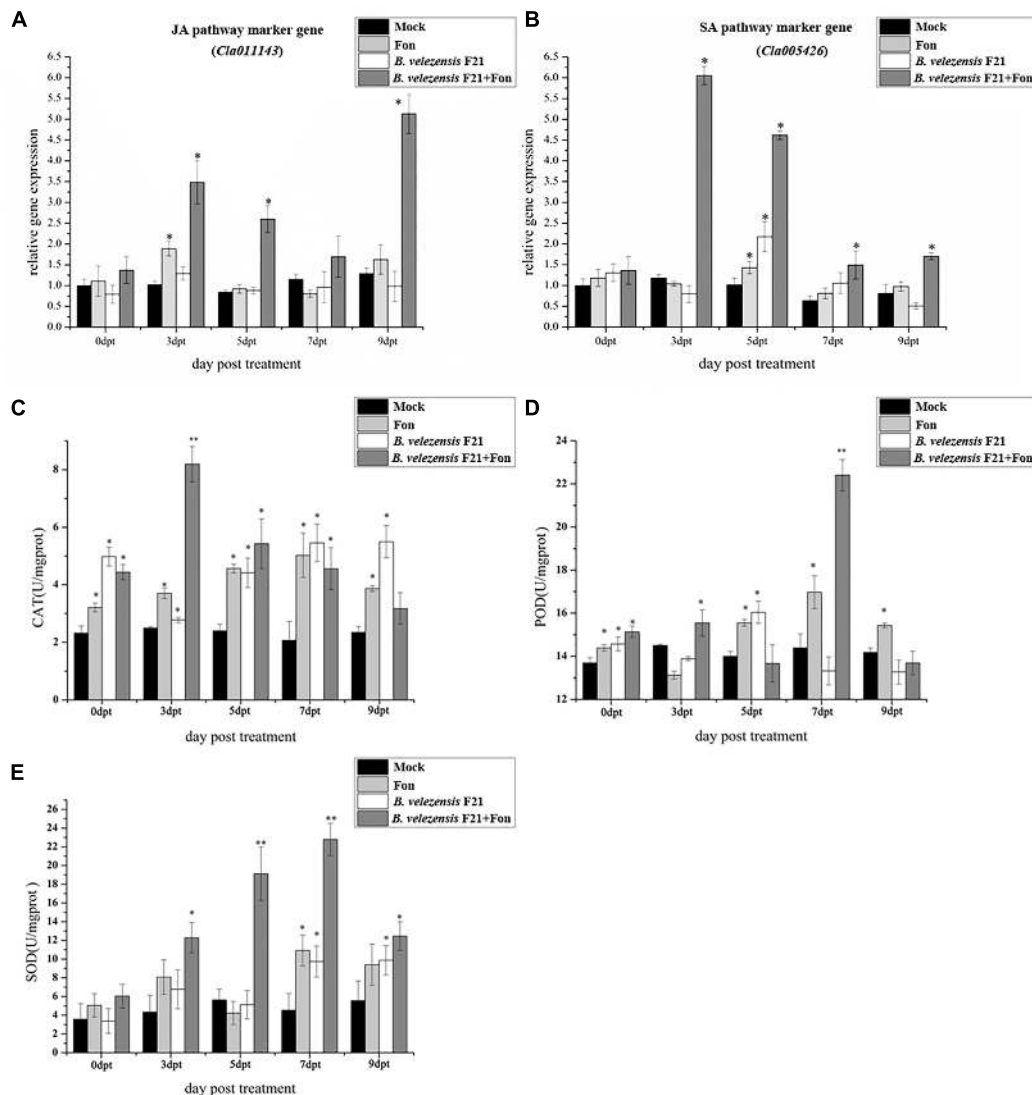 A
JA pathway marker gene
(Cla011143)
Mock
Fon
B. velezensis F21
B. velezensis F21+Fon
relative gene expression
6.5
6.0
5.5
5.0
4.5
4.0
3.5
3.0
2.5
2.0
1.5
1.0
0.5
0.0
*
*
*
*
0dpt 3dpt 5dpt 7dpt 9dpt
day post treatment
B
SA pathway marker gene
(Cla005426)
Mock
Fon
B. velezensis F21
B. velezensis F21+Fon
relative gene expression
6.5
6.0
5.5
5.0
4.5
4.0
3.5
3.0
2.5
2.0
1.5
1.0
0.5
0.0
*
*
*
*
*
*
0dpt 3dpt 5dpt 7dpt 9dpt
day post treatment
C
Mock
Fon
B. velezensis F21
B. velezensis F21+Fon
CAT(U/mgprot)
8
6
4
2
0
* * *
* * **
* * *
* * *
* *
0dpt 3dpt 5dpt 7dpt 9dpt
day post treatment
D
Mock
Fon
B. velezensis F21
B. velezensis F21+Fon
POD(U/mgprot)
24
22
20
18
16
14
12
* * *
*
* *
* **
*
0dpt 3dpt 5dpt 7dpt 9dpt
day post treatment
E
Mock
Fon
B. velezensis F21
B. velezensis F21+Fon
SOD(U/mgprot )
26
24
22
20
18
16
14
12
10
8
6
4
2
0
*
**
* * **
* *
0dpt 3dpt 5dpt 7dpt 9dpt
day post treatment